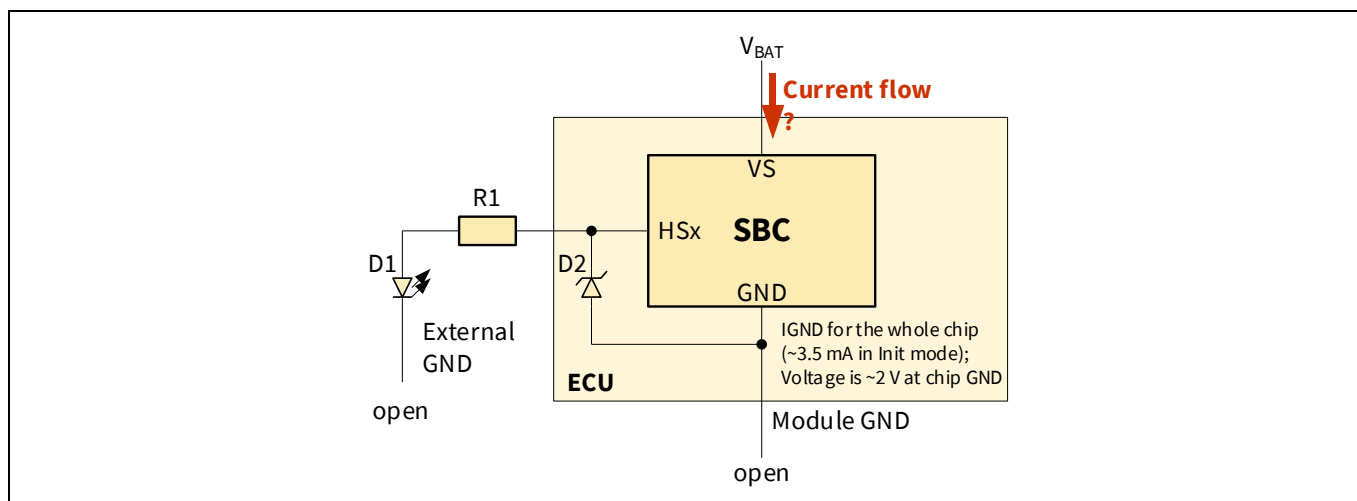 VBAT
Current flow
?
VS
R1
HSx
SBC
D1
D2
GND
External
GND
IGND for the whole chip
(~3.5 mA in Init mode);
Voltage is ~2 V at chip GND
ECU
open
Module GND
open